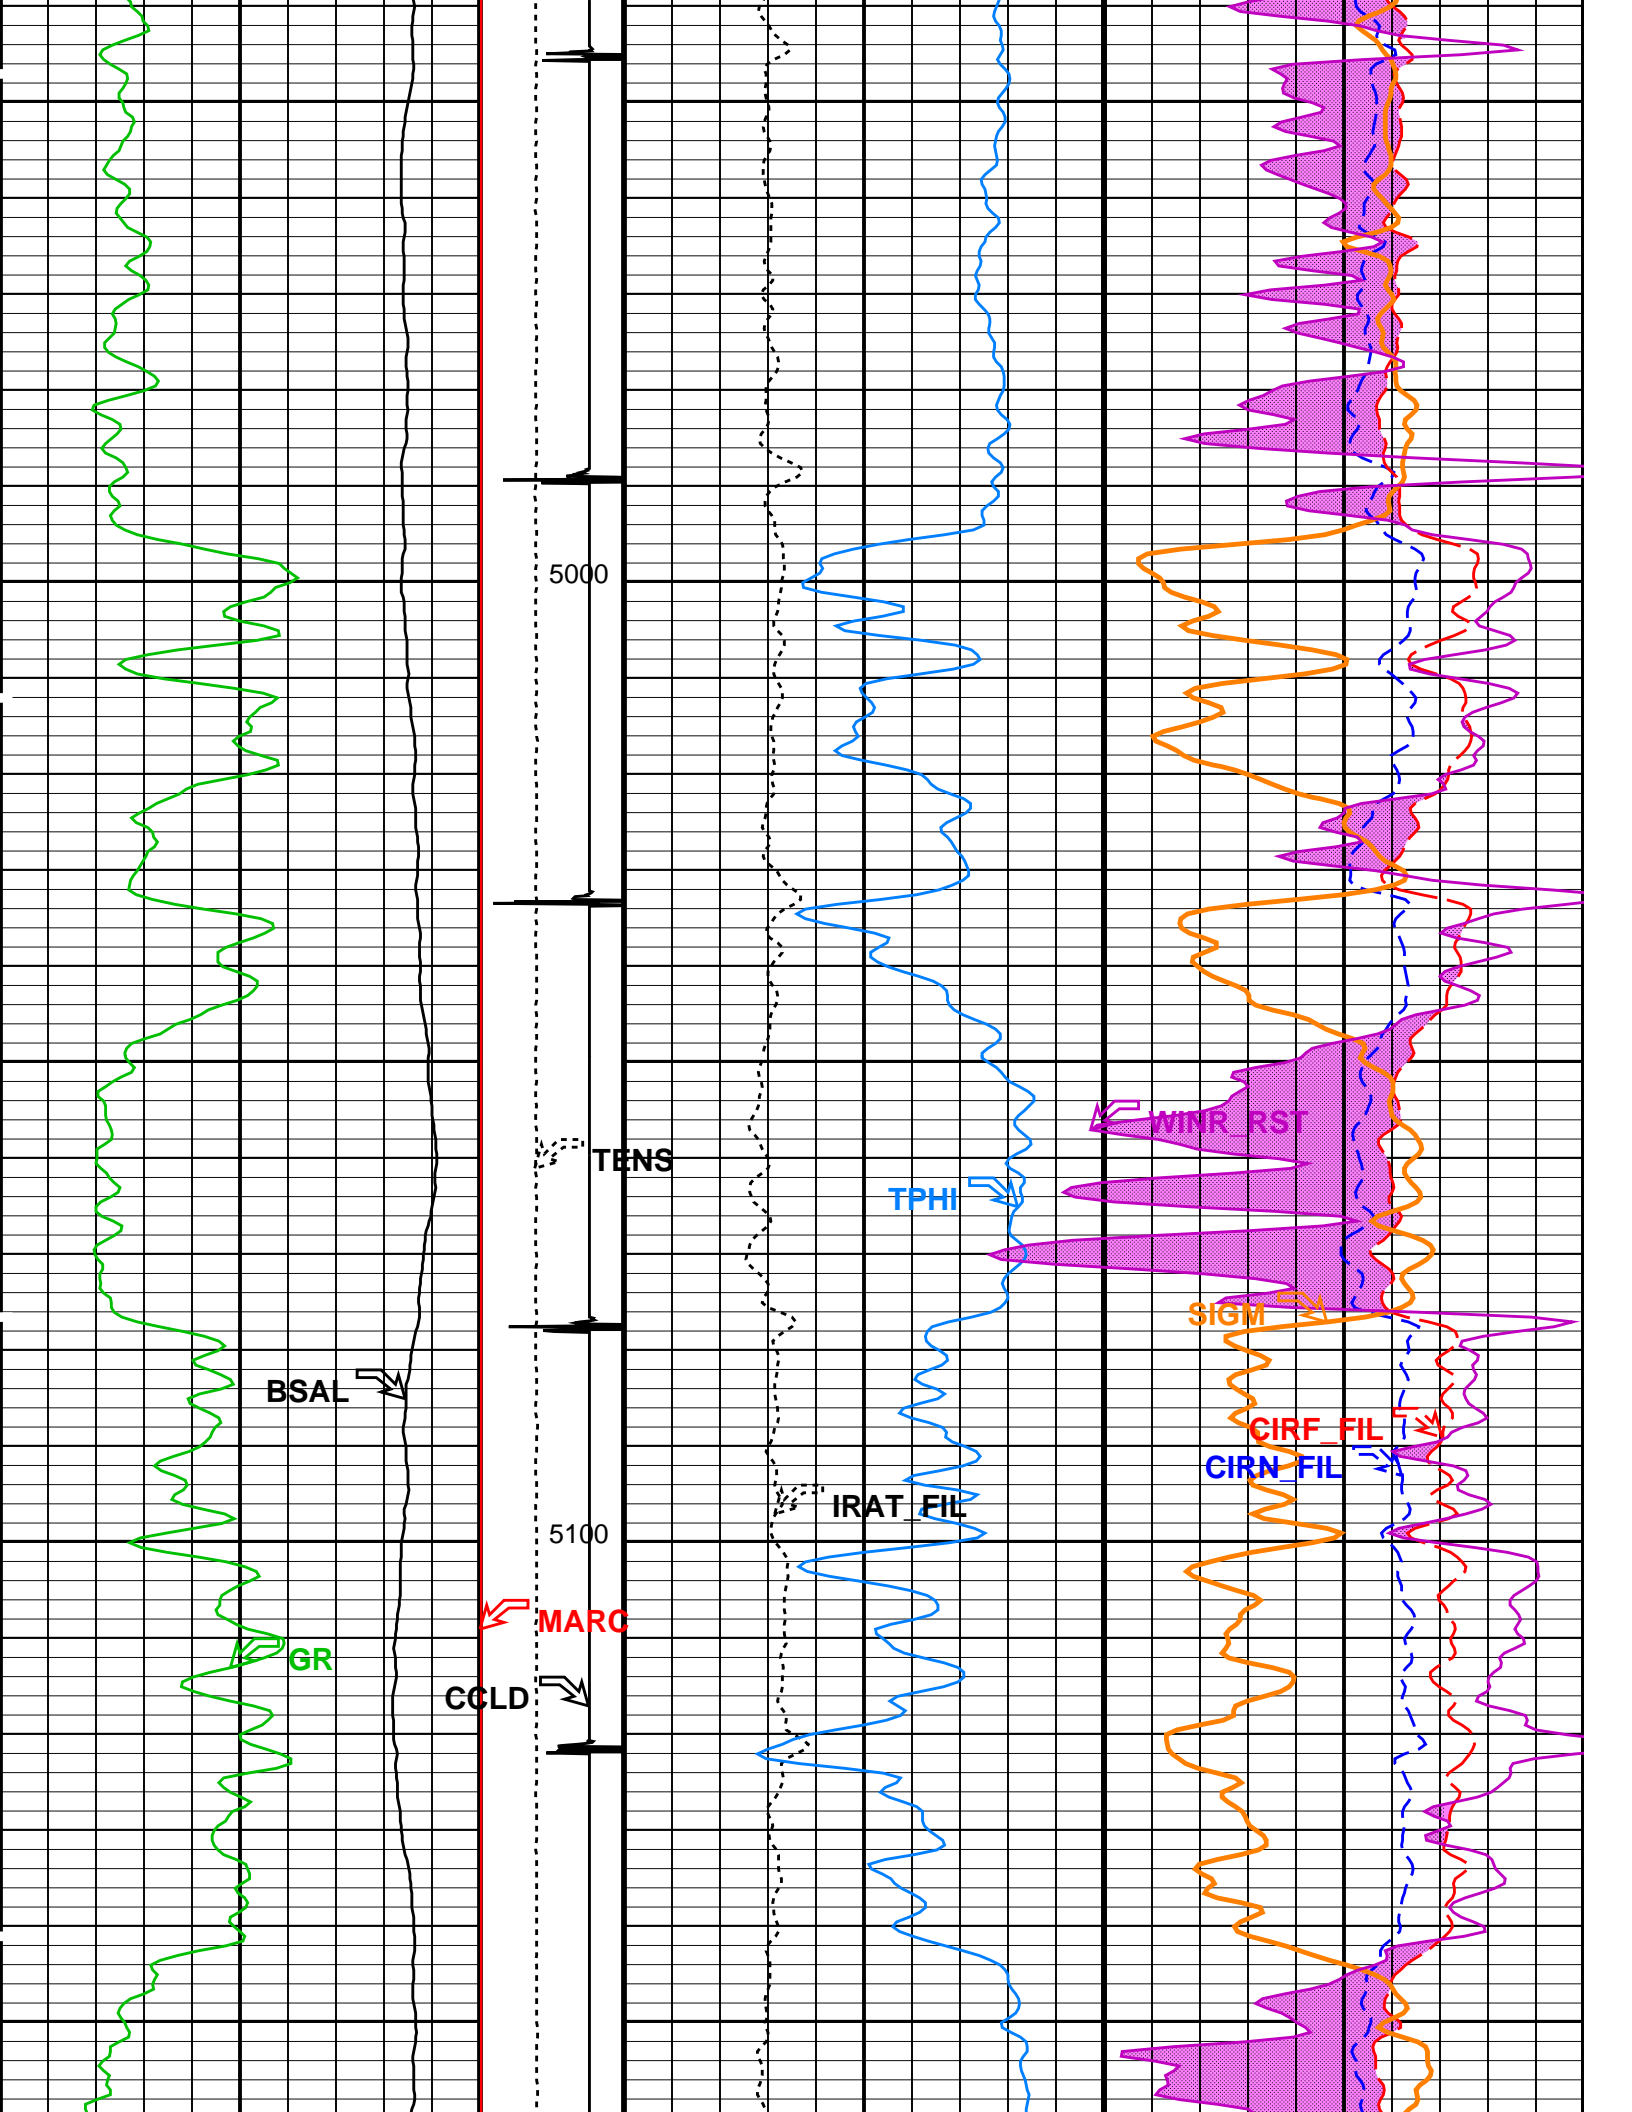 5000
WINR_RST
TENS
TPHI
SIGM
BSAL
CIRF_FIL
CIRN_FIL
IRAT_FIL
5100
MARC
GR
CCLD